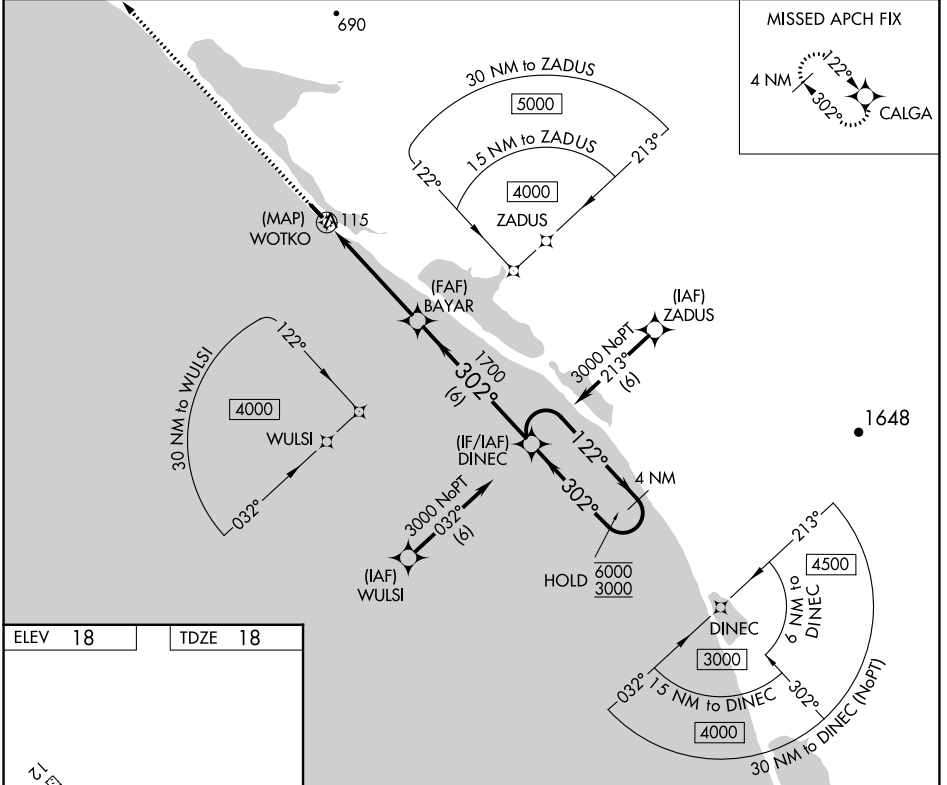 690
MISSED APCH FIX
4 NM
122°
302°
CALGA
30 NM to ZADUS
5000
15 NM to ZADUS
4000
122°
213°
ZADUS
(MAP)
WOTKO
115
(FAF)
BAYAR
(IAF)
ZADUS
3000 NoPT
213°
(6)
1700
302°
(6)
30 NM to WULSI
122°
4000
WULSI
032°
(IF/IAF)
DINEC
122°
302°
4 NM
1648
3000 NoPT
032°
(6)
(IAF)
WULSI
HOLD
6000
3000
213°
4500
6 NM to
DINEC
DINEC
3000
032°
15 NM to DINEC
302°
4000
30 NM to DINEC (NoPT)
ELEV 18
TDZE 18
12